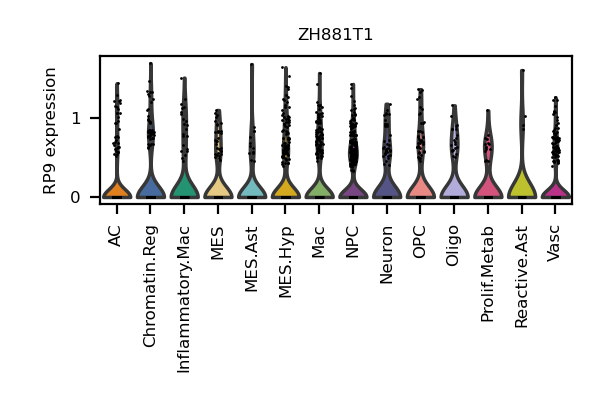 ZH881T1
RP9 expression
1
0
AC
Chromatin.Reg
Inflammatory.Mac
MES
MES.Ast
MES.Hyp
Mac
NPC
Neuron
OPC
Oligo
Prolif.Metab
Reactive.Ast
Vasc